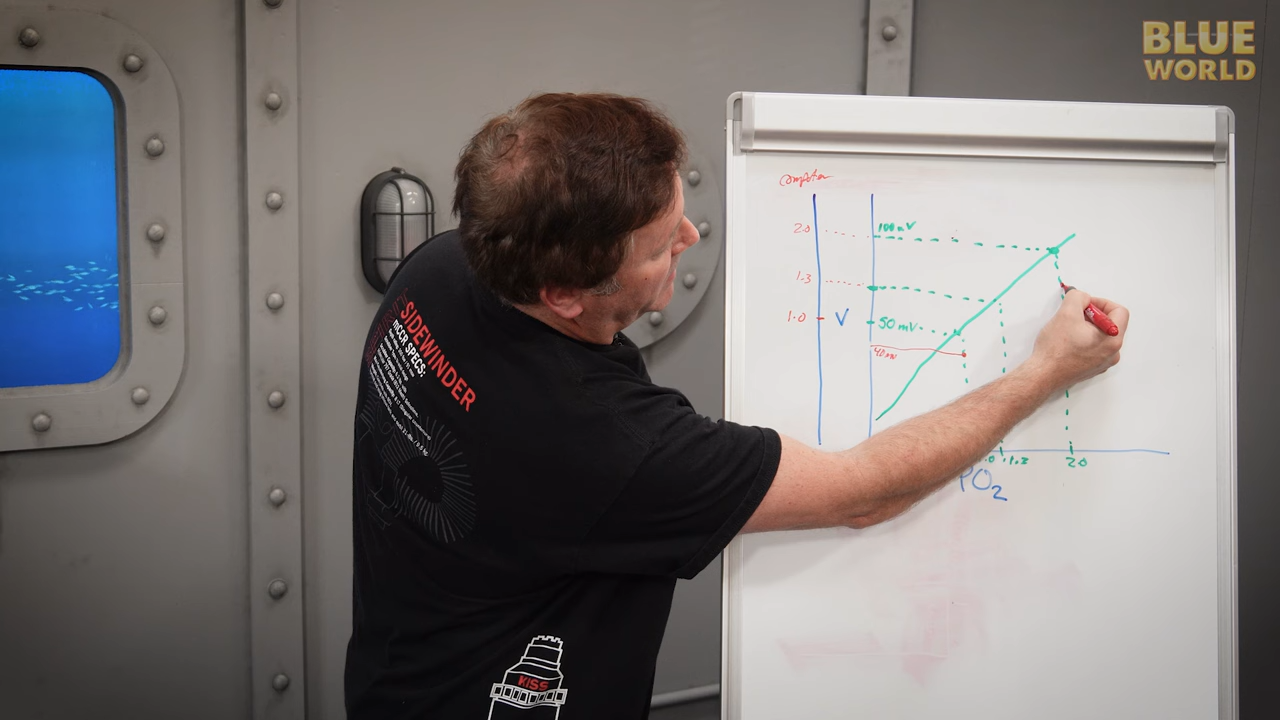 BLUE
WORLD
computer
2.0
100mV
1.3
1.0
V
50mV
40mV
1.3
2.0
PO2
SIDEWINDER
mCCR SPECS:
KISS